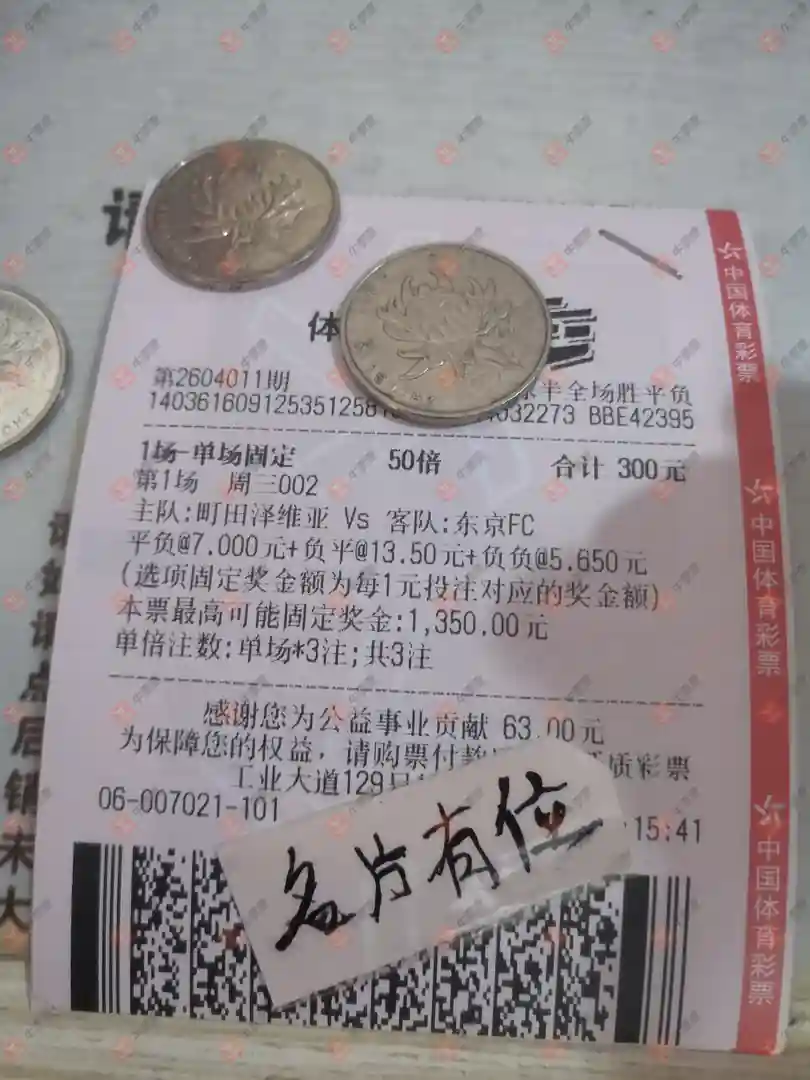 体
第2604011期
球半全场胜平负
1403616091253512581
032273 BBE42395
1场-单场固定 50倍 合计 300元
第1场 周三002
主队:町田泽维亚 Vs 客队:东京FC
平负@7.000元+负平@13.50元+负负@5.650元
(选项固定奖金额为每1元投注对应的奖金额)
本票最高可能固定奖金:1,350.00元
单倍注数:单场*3注;共3注
感谢您为公益事业贡献 63.00元
为保障您的权益,请购票付款
质彩票
工业大道129
06-007021-101
15:41
名片有位
中国体育彩票
中国体育彩票
中国体育彩票